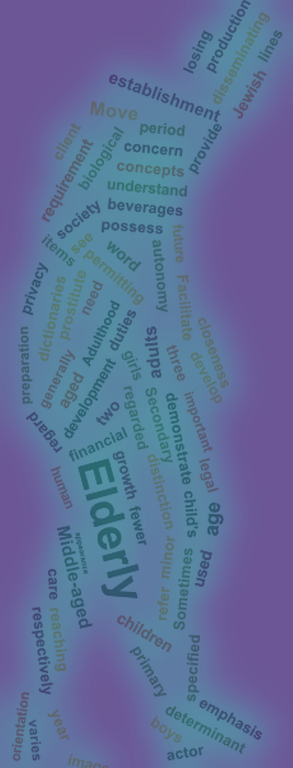 losing
production
disseminating
Jewish
lines
establishment
Move
period
provide
client
biological
concern
requirement
concepts
understand
society
beverages
possess
items
see
word
future
permitting
autonomy
privacy
dictionaries
prostitute
need
Facilitate
closeness
Adulthood
duties
adults
preparation
generally
aged
development
girls
three
develop
two
regarded
Secondary
demonstrate
important
regard
financial
legal
human
Elderly
growth
fewer
distinction
child's
age
appearance
Middle-aged
refer
minor
Sometimes
used
care
reaching
respectively
children
primary
specified
orientation
varies
year
boys
determinant
emphasis
actor